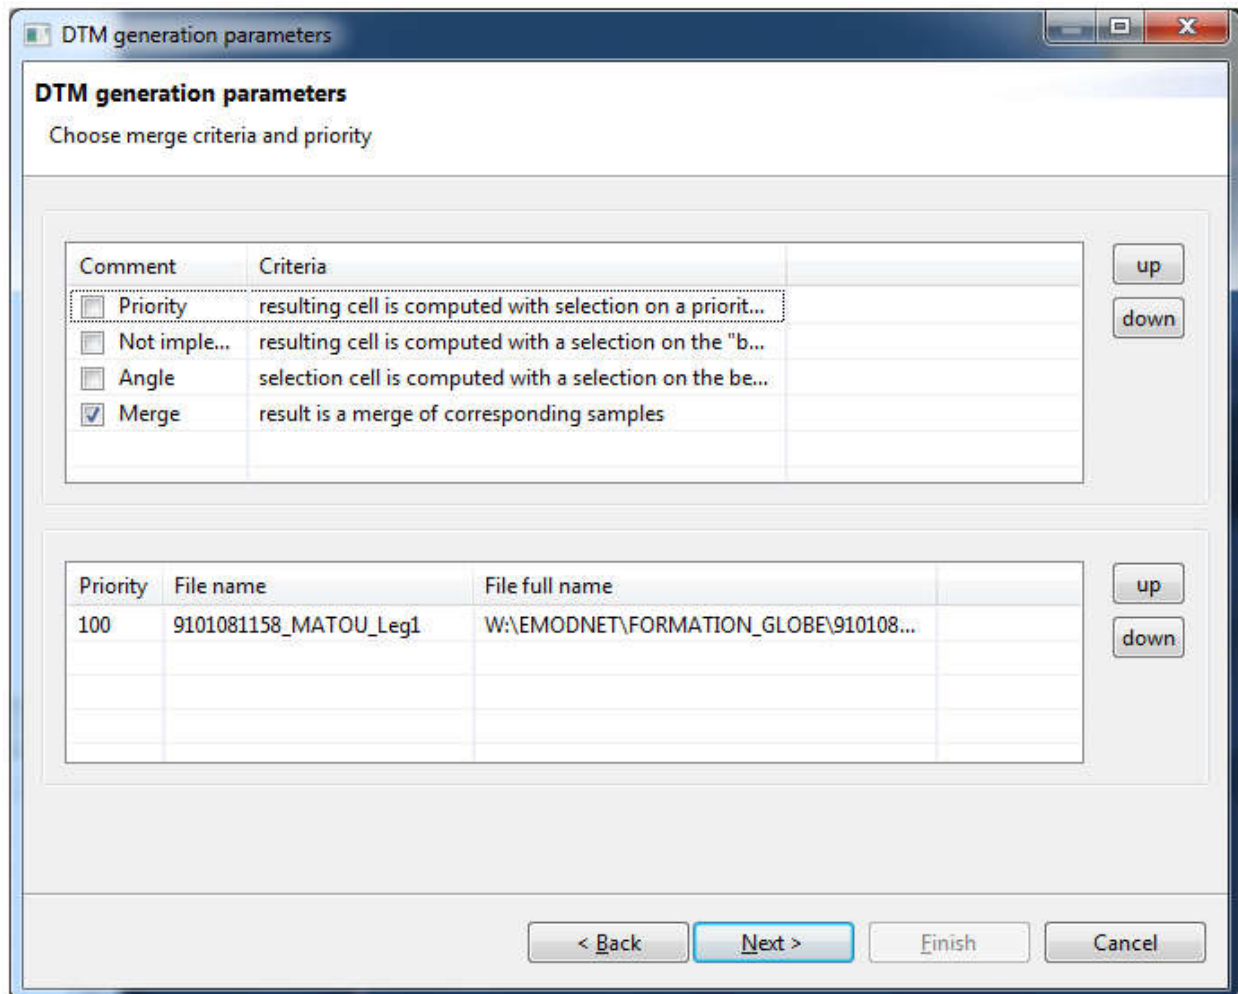 DTM generation parameters
DTM generation parameters
Choose merge criteria and priority
Comment Criteria
Priority resulting cell is computed with selection on a priorit...
Not imple... resulting cell is computed with a selection on the "b...
Angle selection cell is computed with a selection on the be...
Merge result is a merge of corresponding samples
up
down
Priority File name File full name
100 9101081158_MATOU_Leg1 W:\EMODNET\FORMATION_GLOBE\910108...
up
down
< Back Next > Finish Cancel